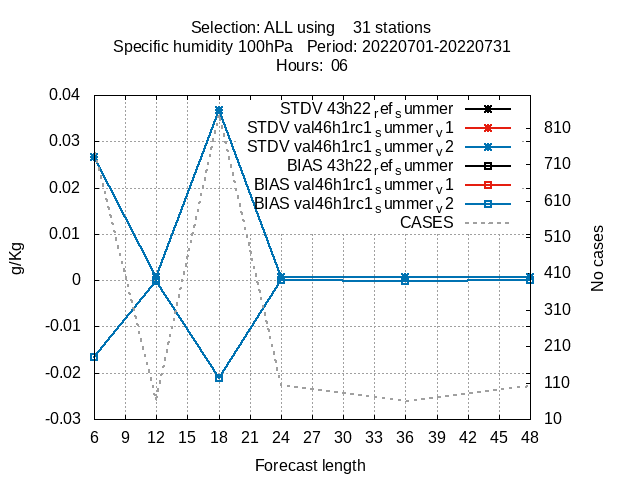 Selection: ALL using 31 stations
Specific humidity 100hPa Period: 20220701-20220731
Hours: 06
STDV 43h22_ref_summer
STDV val46h1rc1_summer_v1
STDV val46h1rc1_summer_v2
BIAS 43h22_ref_summer
BIAS val46h1rc1_summer_v1
BIAS val46h1rc1_summer_v2
CASES
g/Kg
0.04
0.03
0.02
0.01
0
-0.01
-0.02
-0.03
810
710
610
510
410
310
210
110
10
No cases
6 9 12 15 18 21 24 27 30 33 36 39 42 45 48
Forecast length